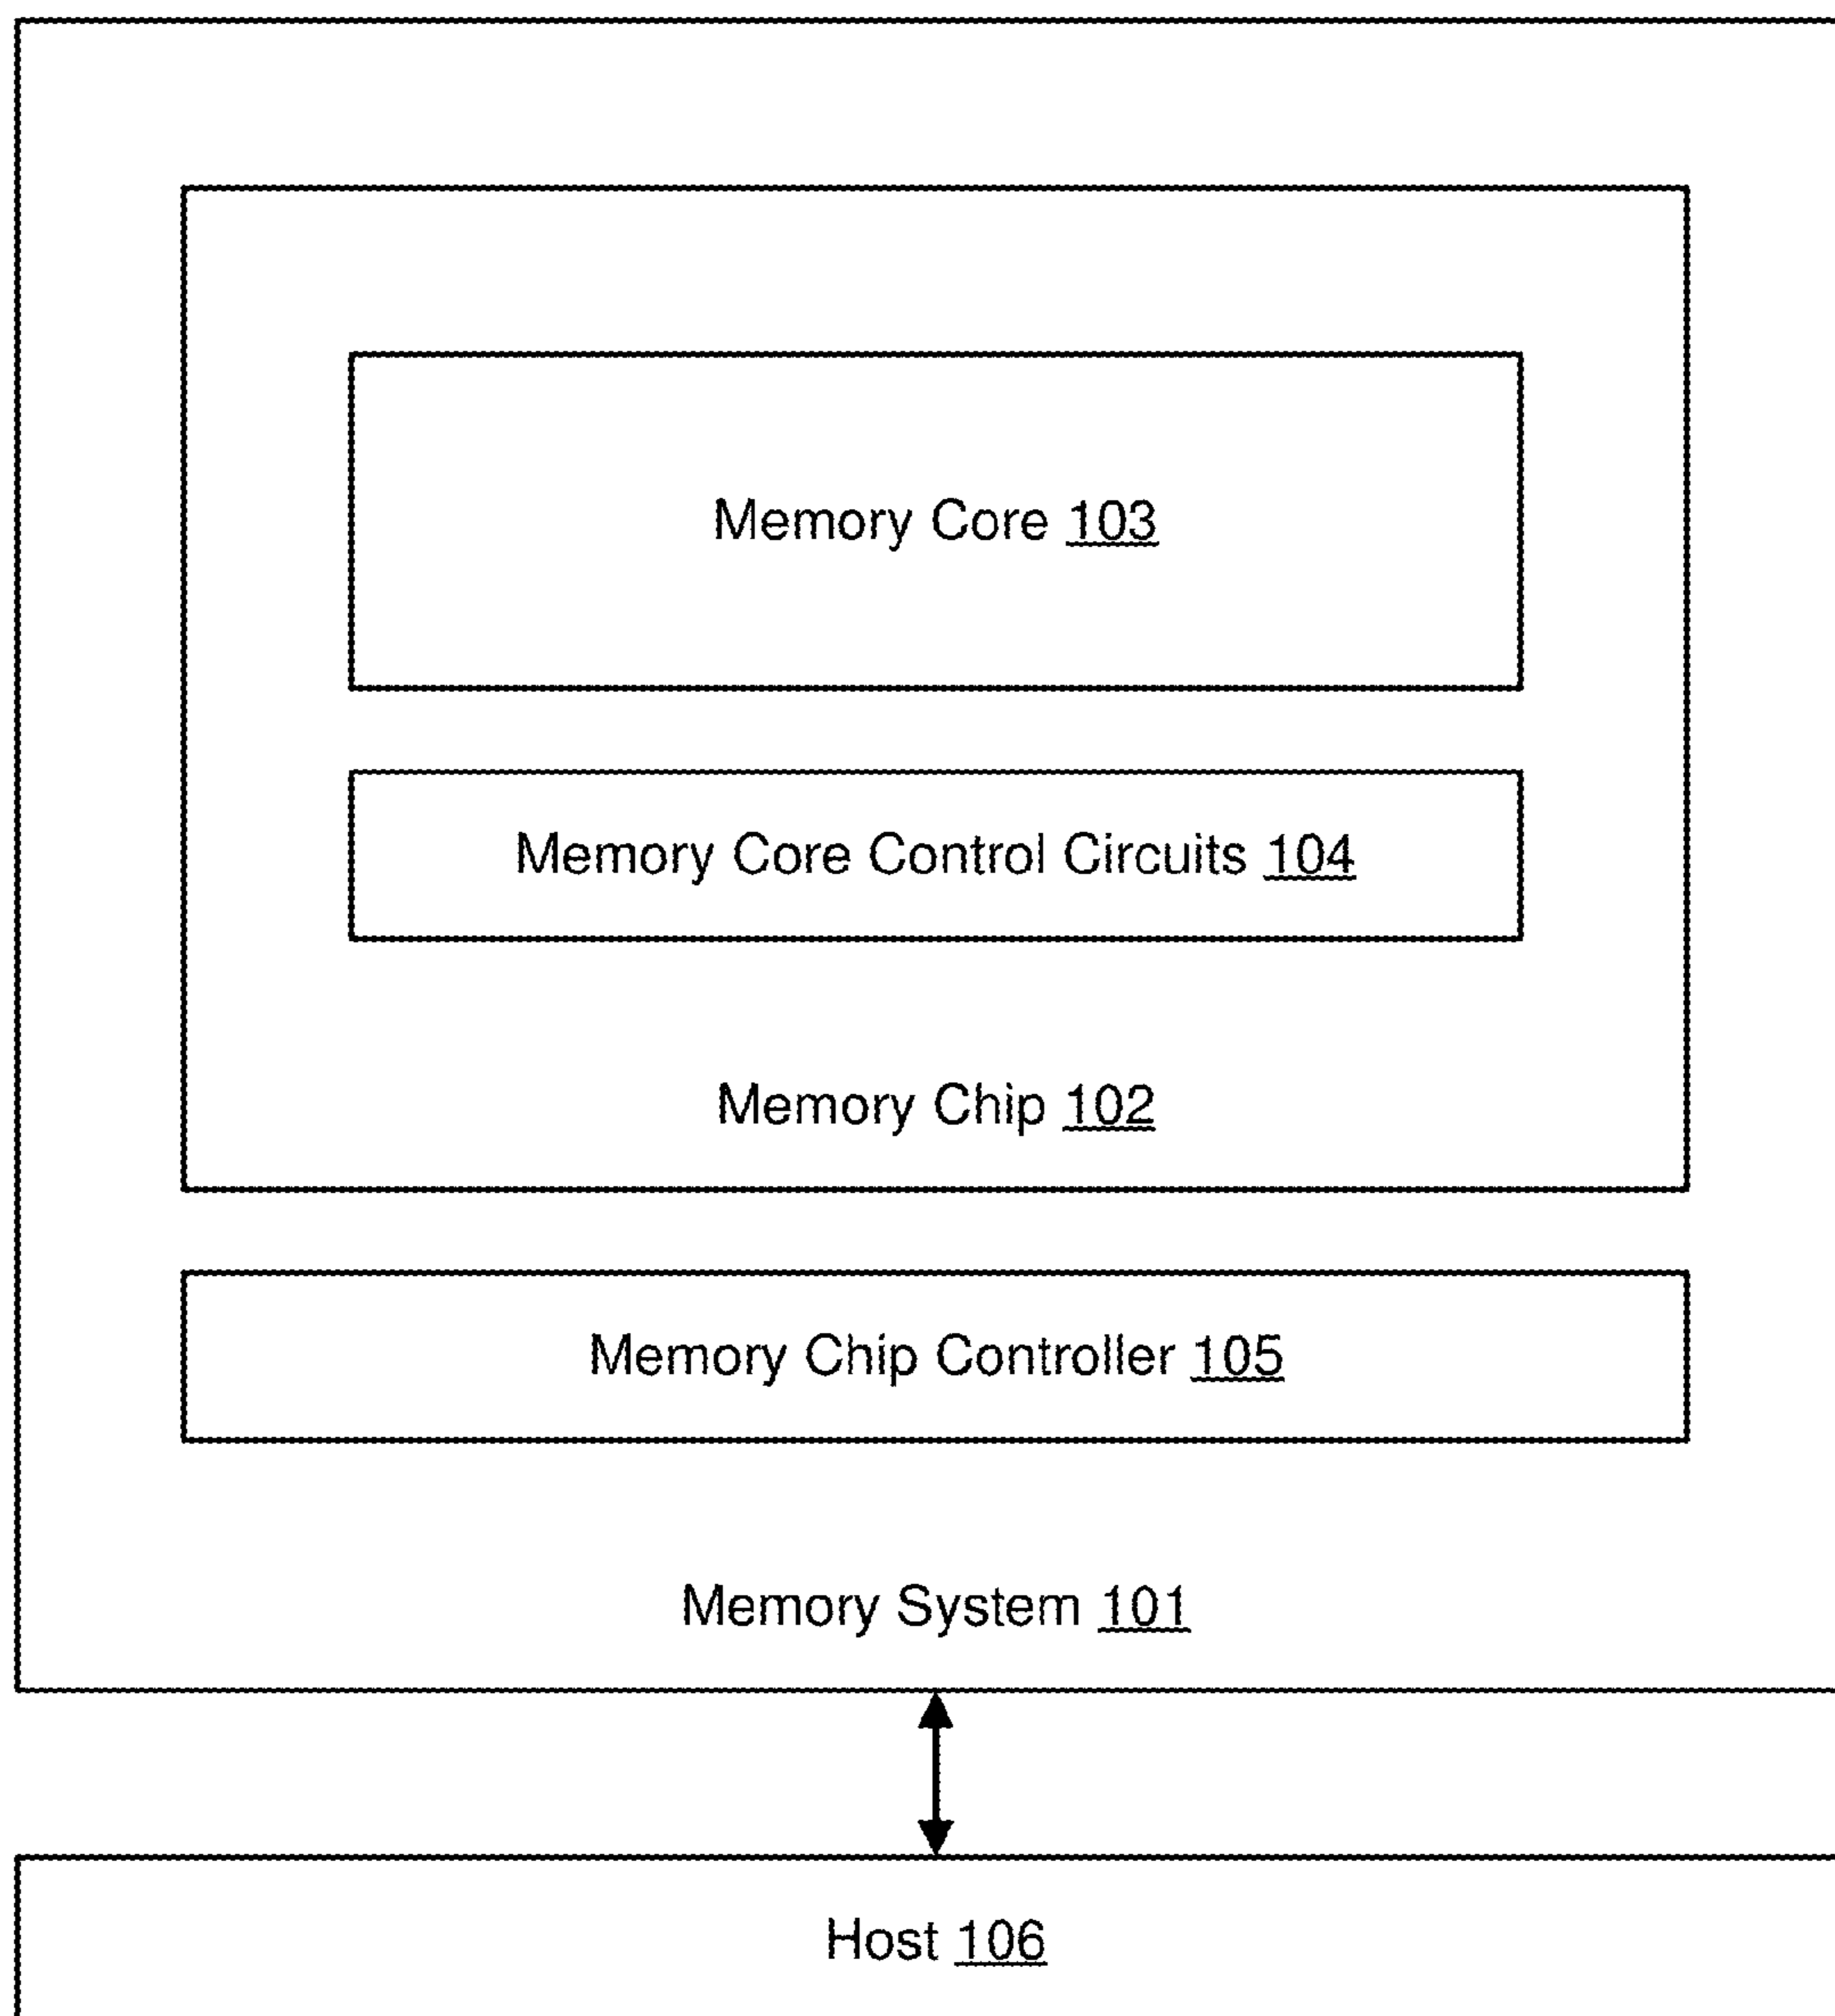 Memory Core 103
Memory Core Control Circuits 104
Memory Chip 102
Memory Chip Controller 105
Memory System 101
Host 106